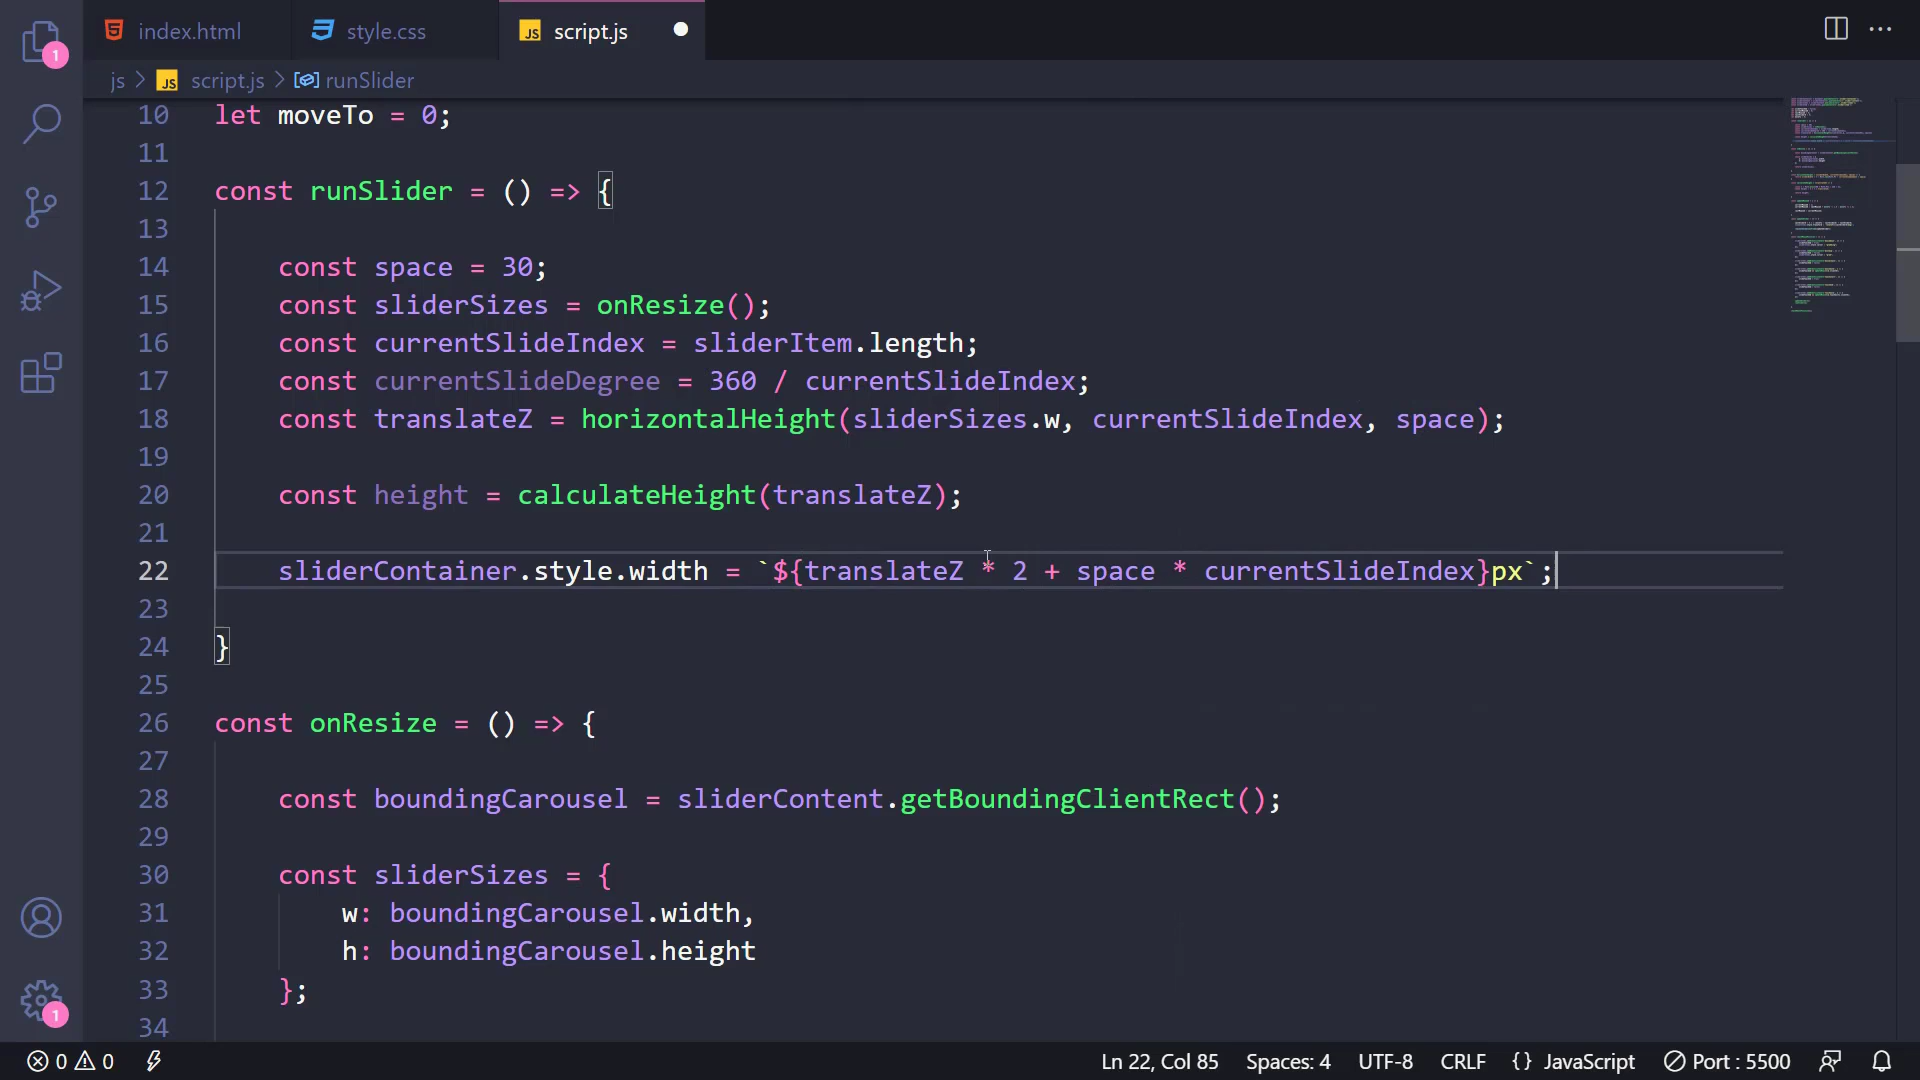 index.html
style.css
JS script.js
js > JS script.js > runSlider
10 let moveTo = 0;
11
12 const runSlider = () => {
13
14 const space = 30;
15 const sliderSizes = onResize();
16 const currentSlideIndex = sliderItem.length;
17 const currentSlideDegree = 360 / currentSlideIndex;
18 const translateZ = horizontalHeight(sliderSizes.w, currentSlideIndex, space);
19
20 const height = calculateHeight(translateZ);
21
22 sliderContainer.style.width = `${translateZ * 2 + space * currentSlideIndex}px`;
23
24 }
25
26 const onResize = () => {
27
28 const boundingCarousel = sliderContent.getBoundingClientRect();
29
30 const sliderSizes = {
31 w: boundingCarousel.width,
32 h: boundingCarousel.height
33 };
34
1
1
0 0 Ln 22, Col 85 Spaces: 4 UTF-8 CRLF {} JavaScript Port : 5500